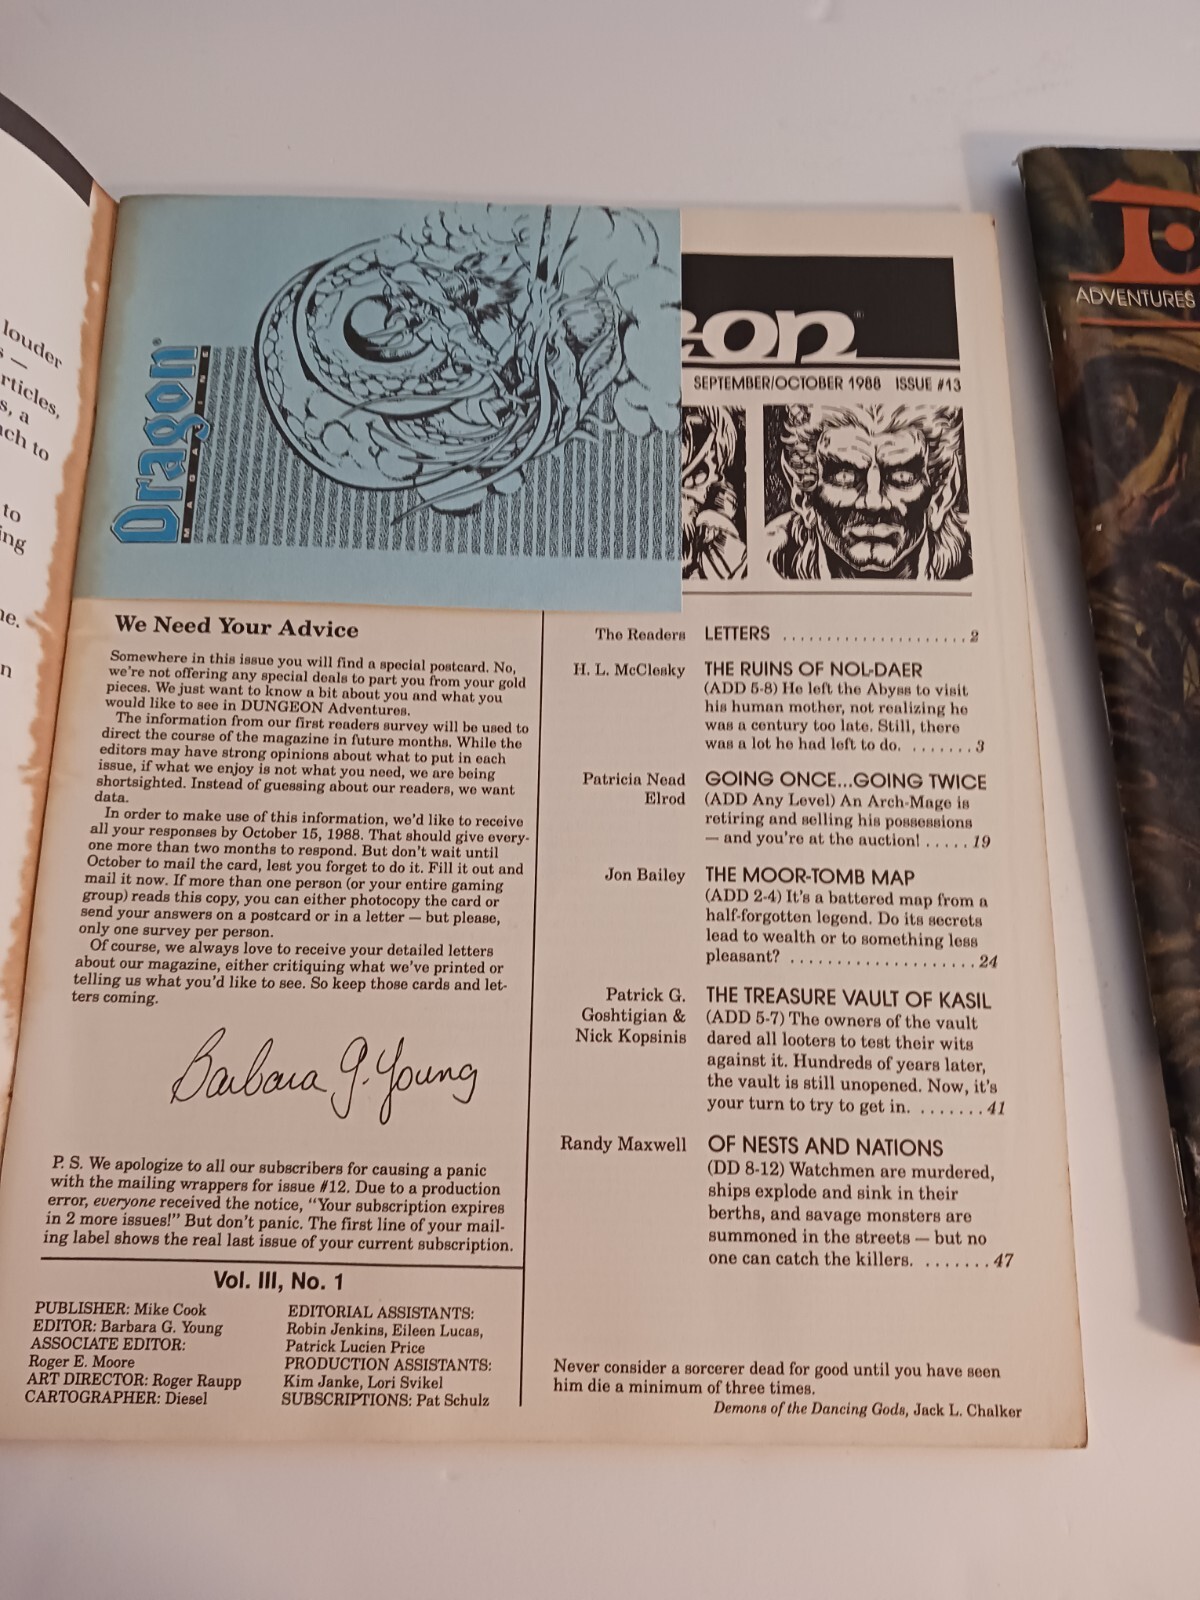 louder
s —
rticles,
s, a
ach to
to
ing
ne.
n
Dragon®
MAGAZINE
eon®
SEPTEMBER/OCTOBER 1988 ISSUE #13
We Need Your Advice
Somewhere in this issue you will find a special postcard. No,
we're not offering any special deals to part you from your gold
pieces. We just want to know a bit about you and what you
would like to see in DUNGEON Adventures.
The information from our first readers survey will be used to
direct the course of the magazine in future months. While the
editors may have strong opinions about what to put in each
issue, if what we enjoy is not what you need, we are being
shortsighted. Instead of guessing about our readers, we want
data.
In order to make use of this information, we'd like to receive
all your responses by October 15, 1988. That should give every-
one more than two months to respond. But don't wait until
October to mail the card, lest you forget to do it. Fill it out and
mail it now. If more than one person (or your entire gaming
group) reads this copy, you can either photocopy the card or
send your answers on a postcard or in a letter — but please,
only one survey per person.
Of course, we always love to receive your detailed letters
about our magazine, either critiquing what we've printed or
telling us what you'd like to see. So keep those cards and let-
ters coming.
Barbara G. Young
P. S. We apologize to all our subscribers for causing a panic
with the mailing wrappers for issue #12. Due to a production
error, everyone received the notice, "Your subscription expires
in 2 more issues!" But don't panic. The first line of your mail-
ing label shows the real last issue of your current subscription.
Vol. III, No. 1
PUBLISHER: Mike Cook
EDITOR: Barbara G. Young
ASSOCIATE EDITOR:
Roger E. Moore
ART DIRECTOR: Roger Raupp
CARTOGRAPHER: Diesel
EDITORIAL ASSISTANTS:
Robin Jenkins, Eileen Lucas,
Patrick Lucien Price
PRODUCTION ASSISTANTS:
Kim Janke, Lori Svikel
SUBSCRIPTIONS: Pat Schulz
The Readers LETTERS ......................2
H. L. McClesky THE RUINS OF NOL-DAER
(ADD 5-8) He left the Abyss to visit
his human mother, not realizing he
was a century too late. Still, there
was a lot he had left to do. ........3
Patricia Nead GOING ONCE...GOING TWICE
Elrod (ADD Any Level) An Arch-Mage is
retiring and selling his possessions
— and you're at the auction! .....19
Jon Bailey THE MOOR-TOMB MAP
(ADD 2-4) It's a battered map from a
half-forgotten legend. Do its secrets
lead to wealth or to something less
pleasant? .....................24
Patrick G. THE TREASURE VAULT OF KASIL
Goshtigian & (ADD 5-7) The owners of the vault
Nick Kopsinis dared all looters to test their wits
against it. Hundreds of years later,
the vault is still unopened. Now, it's
your turn to try to get in. ........41
Randy Maxwell OF NESTS AND NATIONS
(DD 8-12) Watchmen are murdered,
ships explode and sink in their
berths, and savage monsters are
summoned in the streets — but no
one can catch the killers. ........47
Never consider a sorcerer dead for good until you have seen
him die a minimum of three times.
Demons of the Dancing Gods, Jack L. Chalker
ADVENTURES